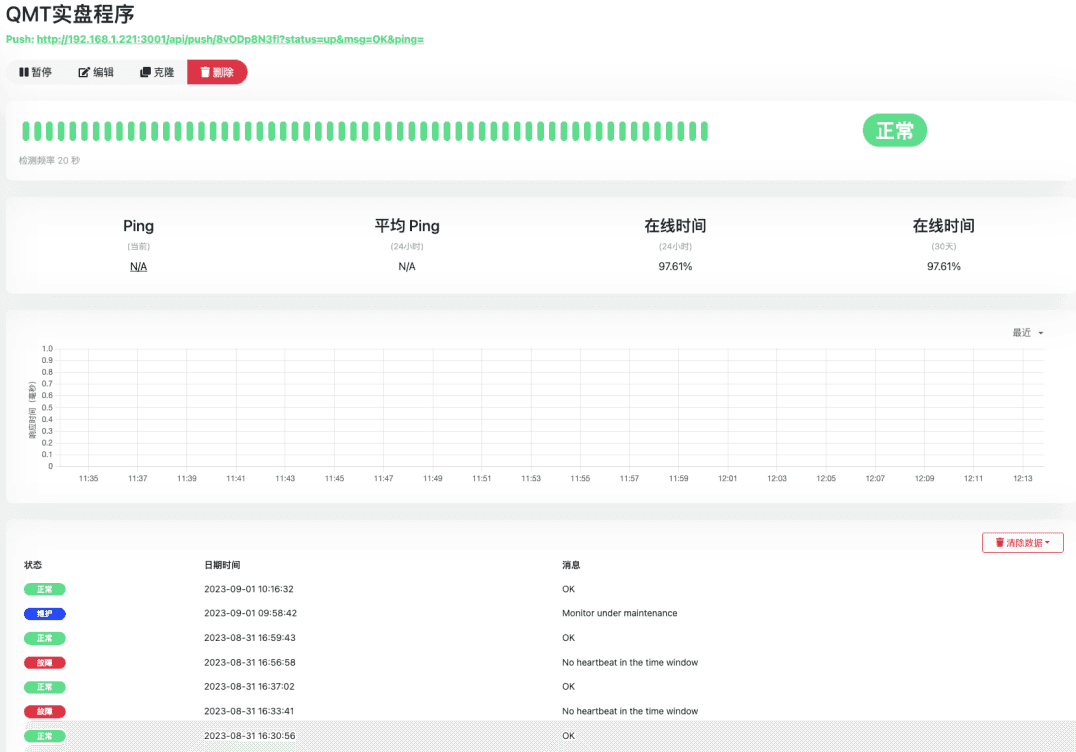 QMT实盘程序
Push: http://192.168.1.221:3001/api/push/8vODp8N3fl?status=up&msg=OK&ping=
暂停 编辑 克隆 删除
正常
检测频率 20 秒
Ping 平均 Ping 在线时间 在线时间
(当前) (24小时) (24小时) (30天)
N/A N/A 97.61% 97.61%
最近
响应时间（毫秒）
1.0
0.9
0.8
0.7
0.6
0.5
0.4
0.3
0.2
0.1
0
11:35 11:37 11:39 11:41 11:43 11:45 11:47 11:49 11:51 11:53 11:55 11:57 11:59 12:01 12:03 12:05 12:07 12:09 12:11 12:13
清除数据
状态 日期时间 消息
正常 2023-09-01 10:16:32 OK
维护 2023-09-01 09:58:42 Monitor under maintenance
正常 2023-08-31 16:59:43 OK
故障 2023-08-31 16:56:58 No heartbeat in the time window
正常 2023-08-31 16:37:02 OK
故障 2023-08-31 16:33:41 No heartbeat in the time window
正常 2023-08-31 16:30:56 OK